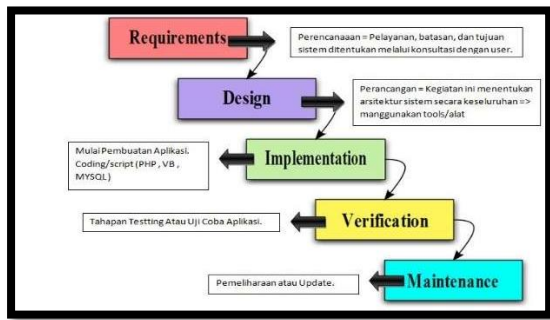 Requirements
Perencanaaan = Pelayanan, batasan, dan tujuan
sistem ditentukan melalui konsultasi dengan user.
Design
Perancangan = Kegiatan ini menentukan
arsitektur sistem secara keseluruhan =>
manggunakan tools/alat
Mulai Pembuatan Aplikasi.
Coding/script (PHP , VB ,
MYSQL )
Implementation
Tahapan Testting Atau Uji Coba Aplikasi.
Verification
Pemeliharaan atau Update.
Maintenance